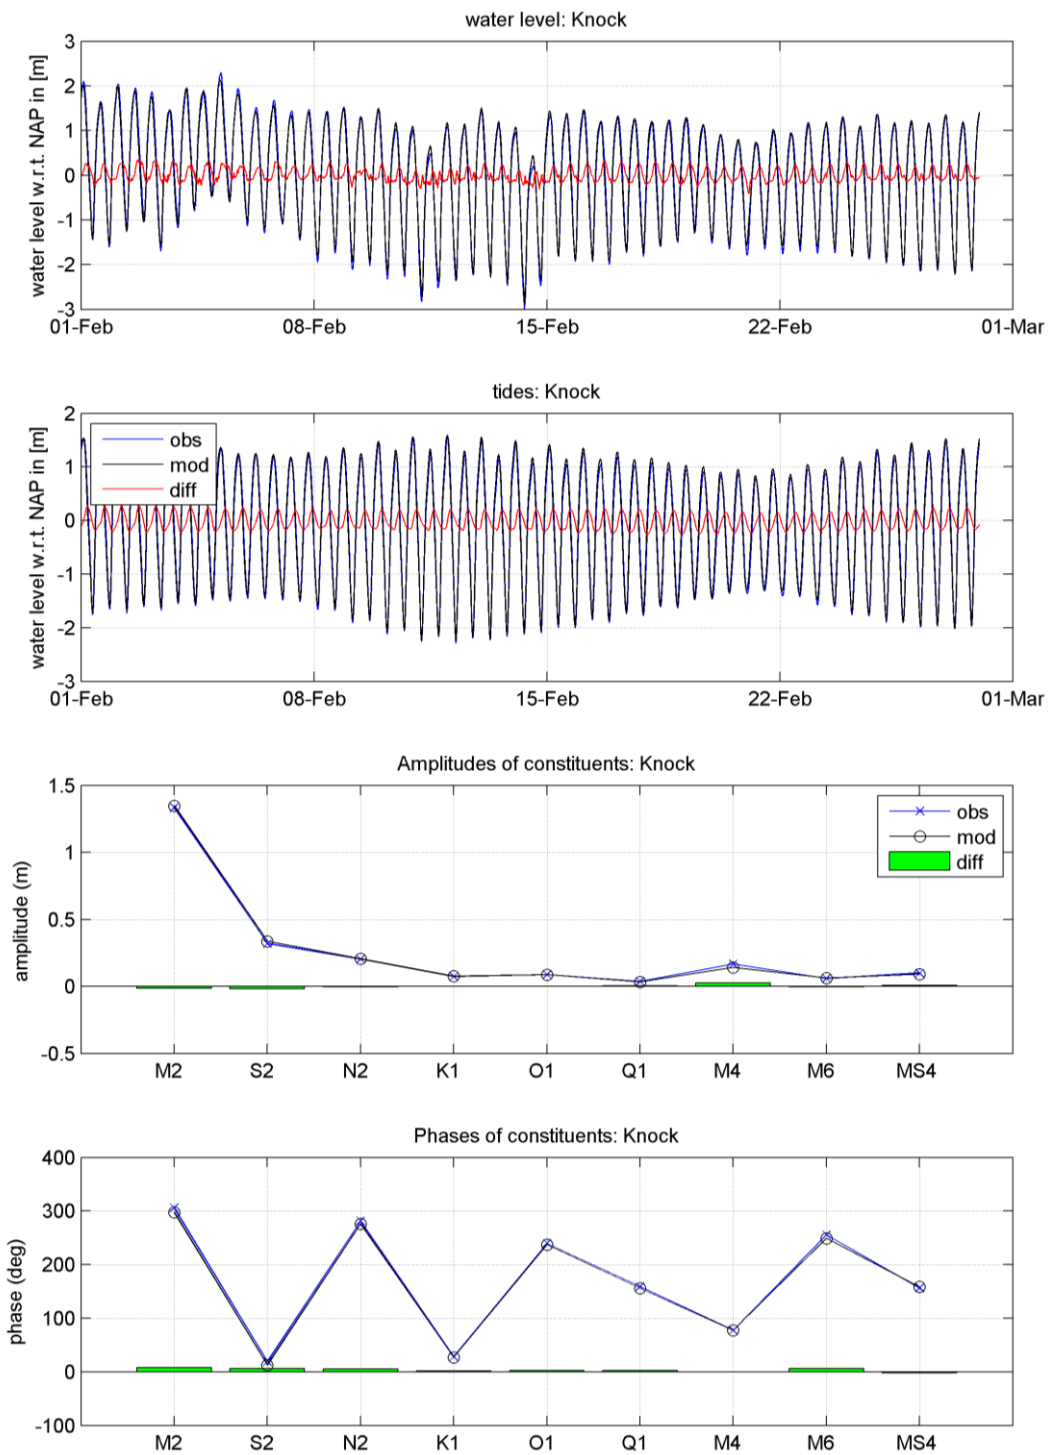 water level: Knock
water level w.r.t. NAP in [m]
3
2
1
0
-1
-2
-3
01-Feb 08-Feb 15-Feb 22-Feb 01-Mar
tides: Knock
water level w.r.t. NAP in [m]
2
1
0
-1
-2
-3
obs
mod
diff
01-Feb 08-Feb 15-Feb 22-Feb 01-Mar
Amplitudes of constituents: Knock
amplitude (m)
1.5
1
0.5
0
-0.5
obs
mod
diff
M2 S2 N2 K1 O1 Q1 M4 M6 MS4
Phases of constituents: Knock
phase (deg)
400
300
200
100
0
-100
M2 S2 N2 K1 O1 Q1 M4 M6 MS4